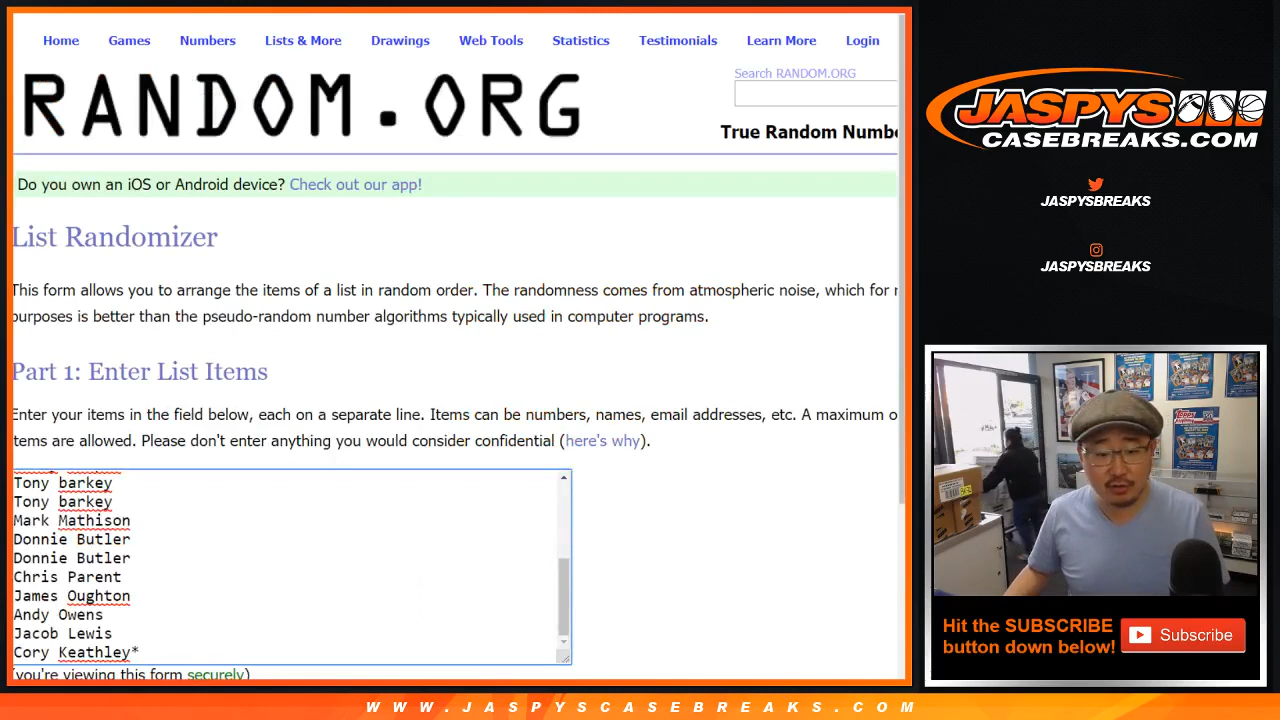 Home Games Numbers Lists & More Drawings Web Tools Statistics Testimonials Learn More Login
RANDOM.ORG
Search RANDOM.ORG
True Random Numbe
Do you own an iOS or Android device? Check out our app!
List Randomizer
This form allows you to arrange the items of a list in random order. The randomness comes from atmospheric noise, which for
purposes is better than the pseudo-random number algorithms typically used in computer programs.
Part 1: Enter List Items
Enter your items in the field below, each on a separate line. Items can be numbers, names, email addresses, etc. A maximum o
items are allowed. Please don't enter anything you would consider confidential (here's why).
Tony barkey
Tony barkey
Mark Mathison
Donnie Butler
Donnie Butler
Chris Parent
James Oughton
Andy Owens
Jacob Lewis
Cory Keathley*
(you're viewing this form securely)
JASPYS
CASEBREAKS.COM
JASPYSBREAKS
JASPYSBREAKS
TOPPS
Hit the SUBSCRIBE
button down below!
Subscribe
WWW.JASPYSCASEBREAKS.COM